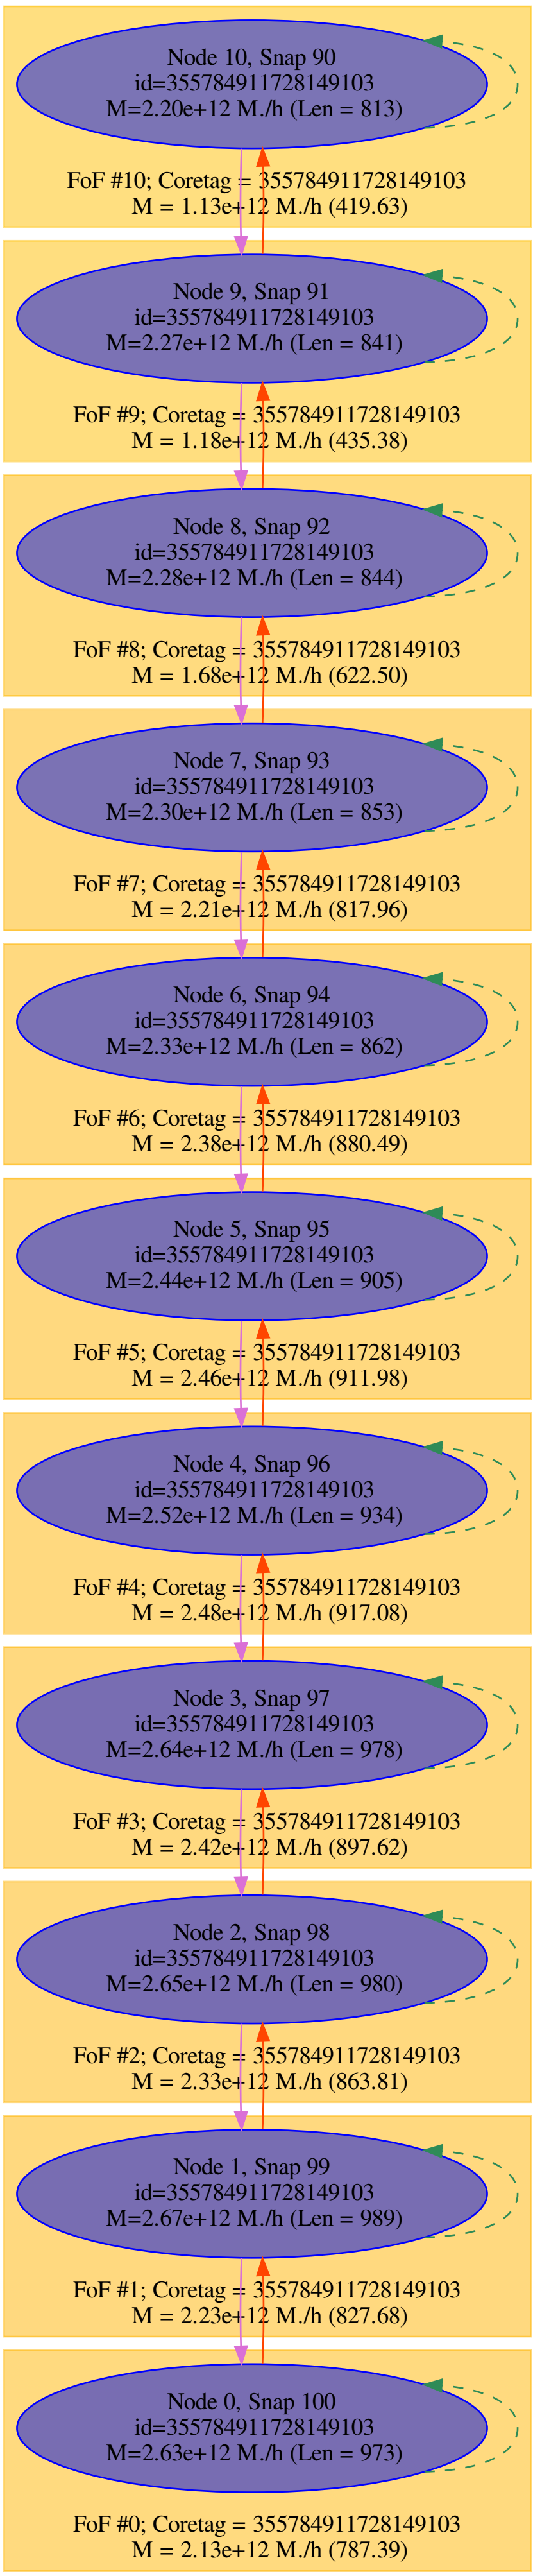 Node 10, Snap 90
id=355784911728149103
M=2.20e+12 M./h (Len = 813)
FoF #10; Coretag = 355784911728149103
M = 1.13e+12 M./h (419.63)
Node 9, Snap 91
id=355784911728149103
M=2.27e+12 M./h (Len = 841)
FoF #9; Coretag = 355784911728149103
M = 1.18e+12 M./h (435.38)
Node 8, Snap 92
id=355784911728149103
M=2.28e+12 M./h (Len = 844)
FoF #8; Coretag = 355784911728149103
M = 1.68e+12 M./h (622.50)
Node 7, Snap 93
id=355784911728149103
M=2.30e+12 M./h (Len = 853)
FoF #7; Coretag = 355784911728149103
M = 2.21e+12 M./h (817.96)
Node 6, Snap 94
id=355784911728149103
M=2.33e+12 M./h (Len = 862)
FoF #6; Coretag = 355784911728149103
M = 2.38e+12 M./h (880.49)
Node 5, Snap 95
id=355784911728149103
M=2.44e+12 M./h (Len = 905)
FoF #5; Coretag = 355784911728149103
M = 2.46e+12 M./h (911.98)
Node 4, Snap 96
id=355784911728149103
M=2.52e+12 M./h (Len = 934)
FoF #4; Coretag = 355784911728149103
M = 2.48e+12 M./h (917.08)
Node 3, Snap 97
id=355784911728149103
M=2.64e+12 M./h (Len = 978)
FoF #3; Coretag = 355784911728149103
M = 2.42e+12 M./h (897.62)
Node 2, Snap 98
id=355784911728149103
M=2.65e+12 M./h (Len = 980)
FoF #2; Coretag = 355784911728149103
M = 2.33e+12 M./h (863.81)
Node 1, Snap 99
id=355784911728149103
M=2.67e+12 M./h (Len = 989)
FoF #1; Coretag = 355784911728149103
M = 2.23e+12 M./h (827.68)
Node 0, Snap 100
id=355784911728149103
M=2.63e+12 M./h (Len = 973)
FoF #0; Coretag = 355784911728149103
M = 2.13e+12 M./h (787.39)